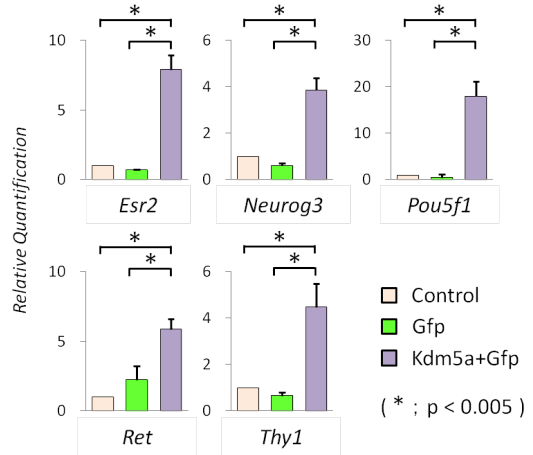 * * *
* * *
10 6 30
4 20
5
2 10
0 0 0
Esr2 Neurog3 Pou5f1
Relative Quantification
* *
* *
10 6
4
5
2
0 0
Ret Thy1
Control
Gfp
Kdm5a+Gfp
( * ; p < 0.005 )